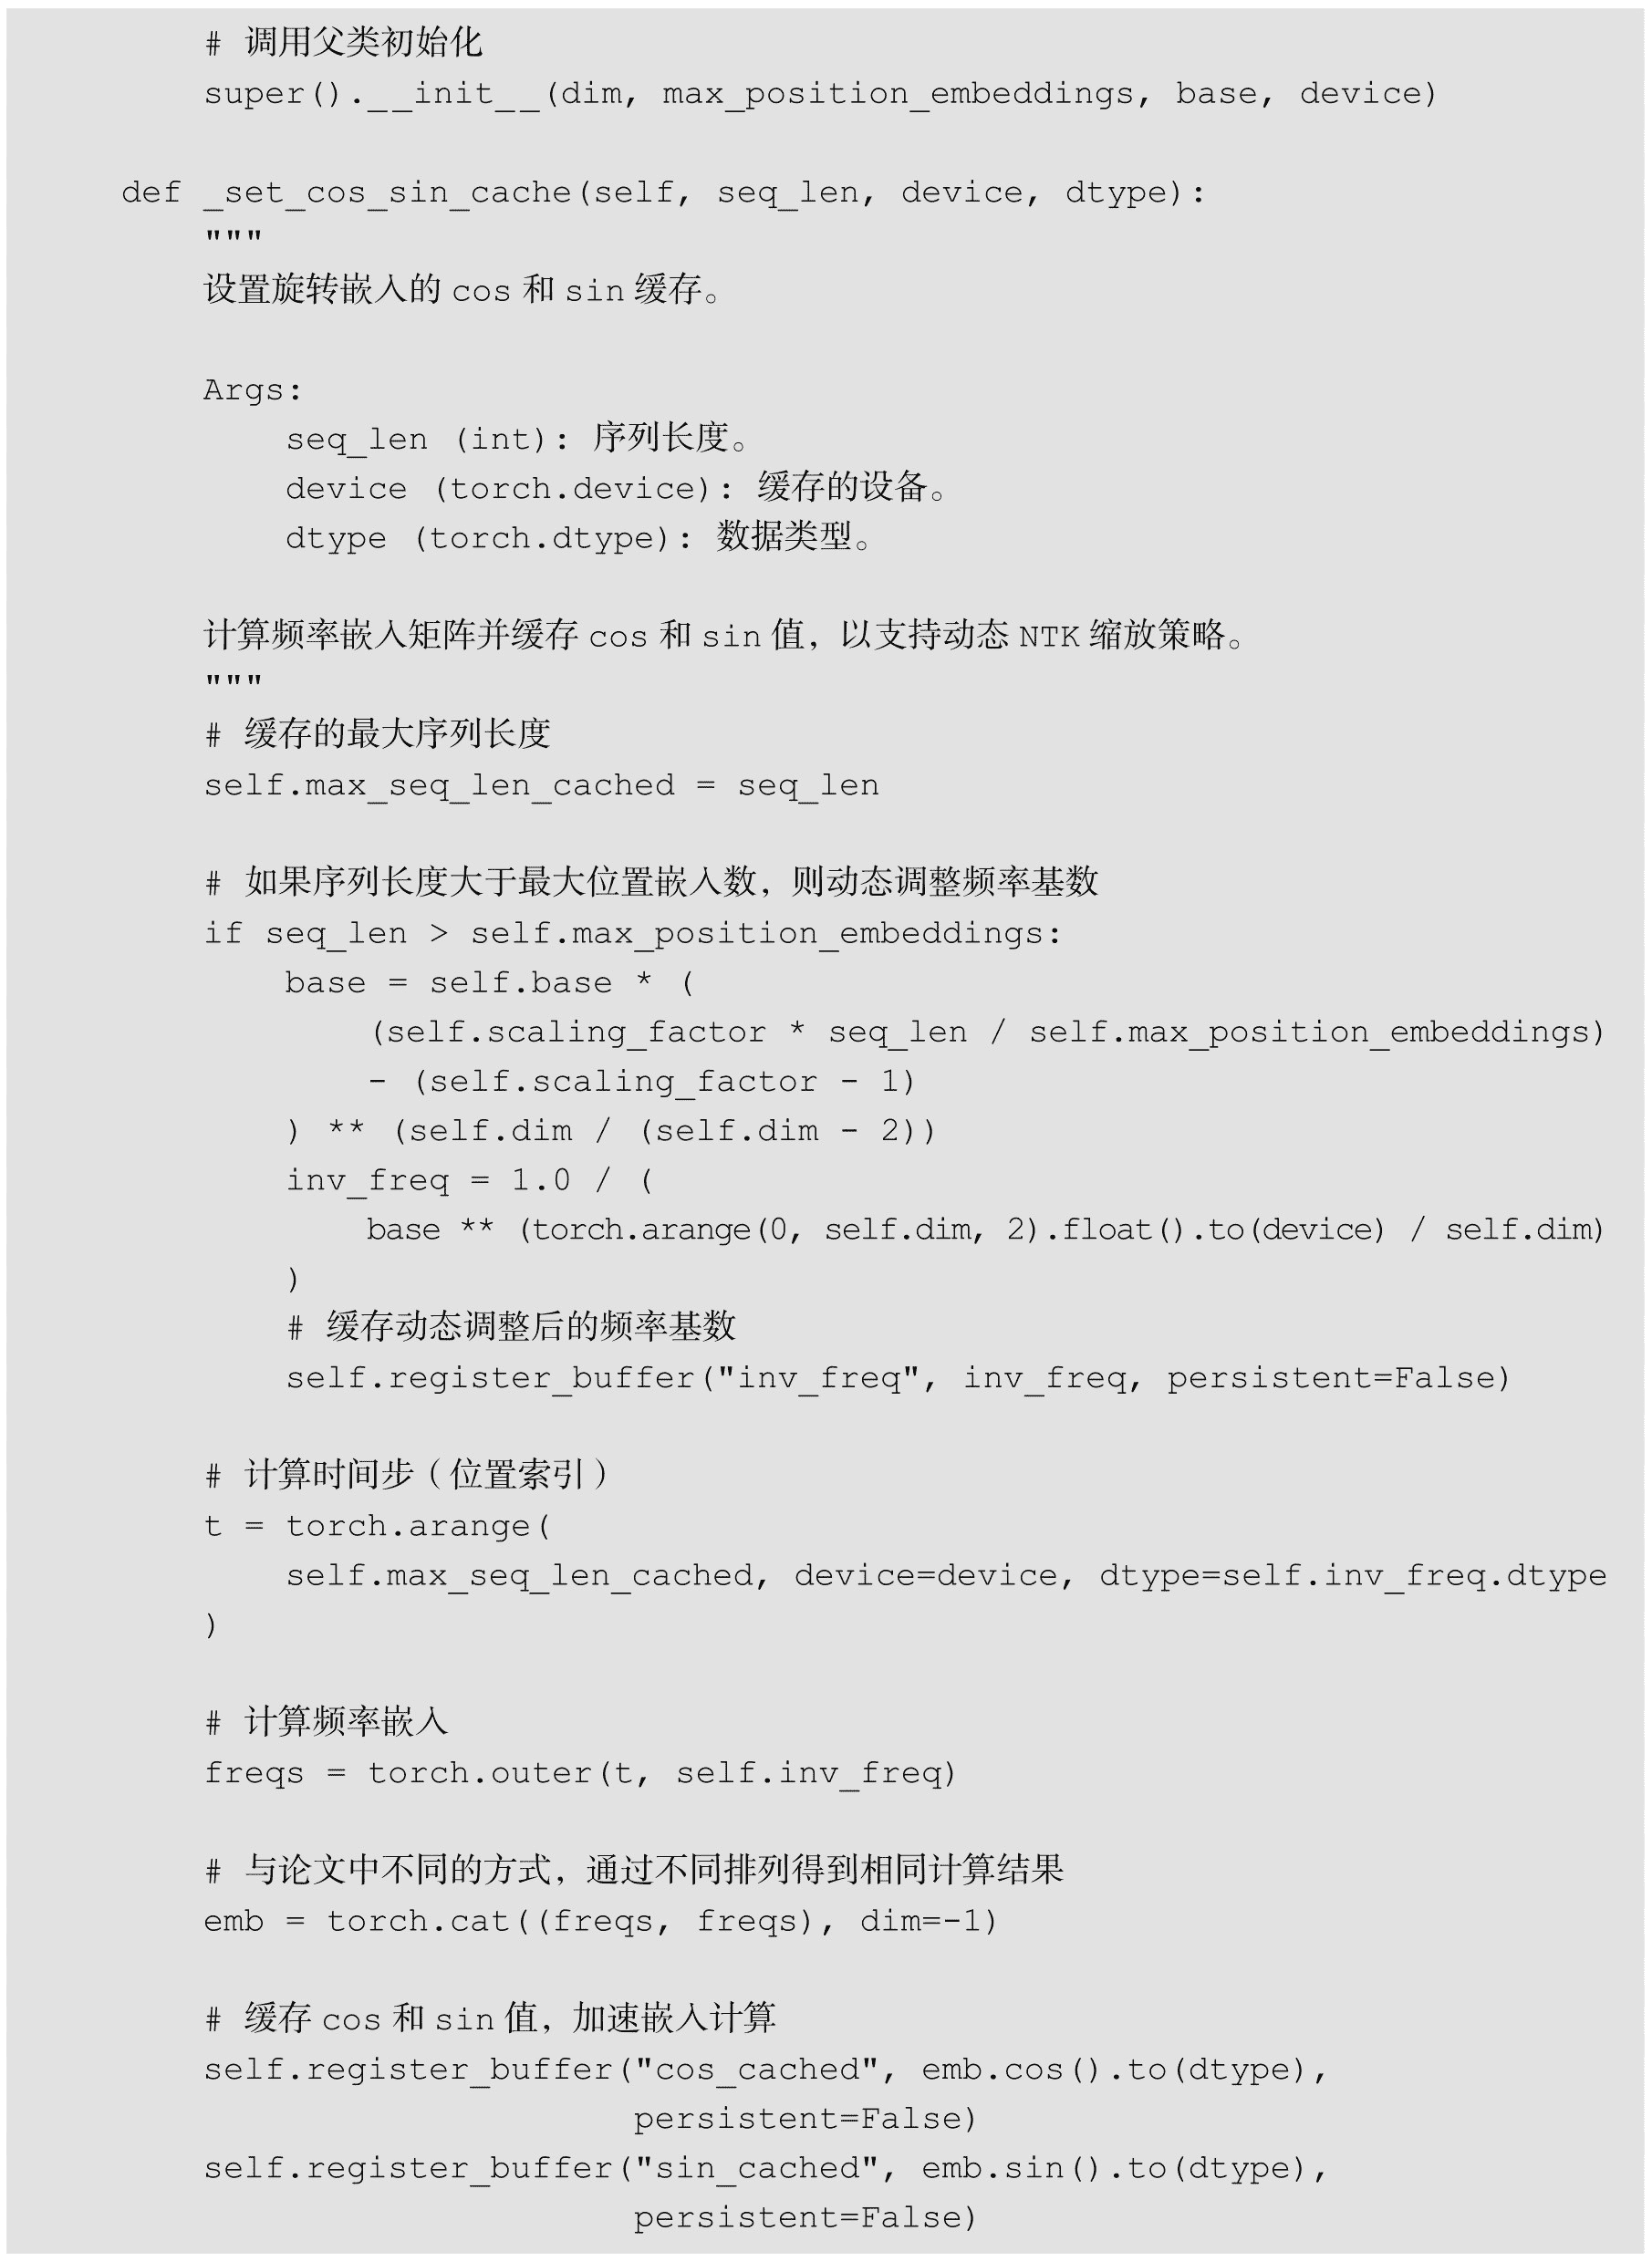 # 调用父类初始化
super().__init__(dim, max_position_embeddings, base, device)
def _set_cos_sin_cache(self, seq_len, device, dtype):
"""
设置旋转嵌入的 cos 和 sin 缓存。
Args:
seq_len (int): 序列长度。
device (torch.device): 缓存的设备。
dtype (torch.dtype): 数据类型。
计算频率嵌入矩阵并缓存 cos 和 sin 值，以支持动态 NTK 缩放策略。
"""
# 缓存的最大序列长度
self.max_seq_len_cached = seq_len
# 如果序列长度大于最大位置嵌入数，则动态调整频率基数
if seq_len > self.max_position_embeddings:
base = self.base * (
(self.scaling_factor * seq_len / self.max_position_embeddings)
- (self.scaling_factor - 1)
) ** (self.dim / (self.dim - 2))
inv_freq = 1.0 / (
base ** (torch.arange(0, self.dim, 2).float().to(device) / self.dim)
)
# 缓存动态调整后的频率基数
self.register_buffer("inv_freq", inv_freq, persistent=False)
# 计算时间步（位置索引）
t = torch.arange(
self.max_seq_len_cached, device=device, dtype=self.inv_freq.dtype
)
# 计算频率嵌入
freqs = torch.outer(t, self.inv_freq)
# 与论文中不同的方式，通过不同排列得到相同计算结果
emb = torch.cat((freqs, freqs), dim=-1)
# 缓存 cos 和 sin 值，加速嵌入计算
self.register_buffer("cos_cached", emb.cos().to(dtype),
persistent=False)
self.register_buffer("sin_cached", emb.sin().to(dtype),
persistent=False)